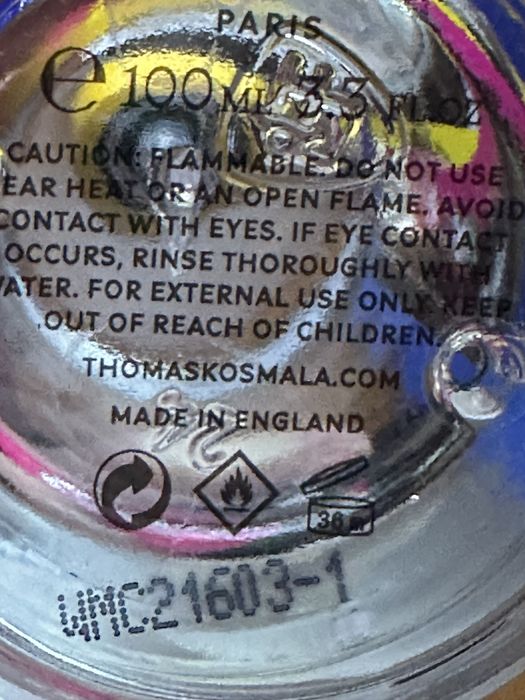 PARIS
e 100 ML 3.3 FL.OZ
CAUTION: FLAMMABLE. DO NOT USE
EAR HEAT OR AN OPEN FLAME. AVOID
CONTACT WITH EYES. IF EYE CONTACT
OCCURS, RINSE THOROUGHLY WITH
ATER. FOR EXTERNAL USE ONLY. KEEP
OUT OF REACH OF CHILDREN.
THOMASKOSMALA.COM
MADE IN ENGLAND
36 m
WMC21603-1